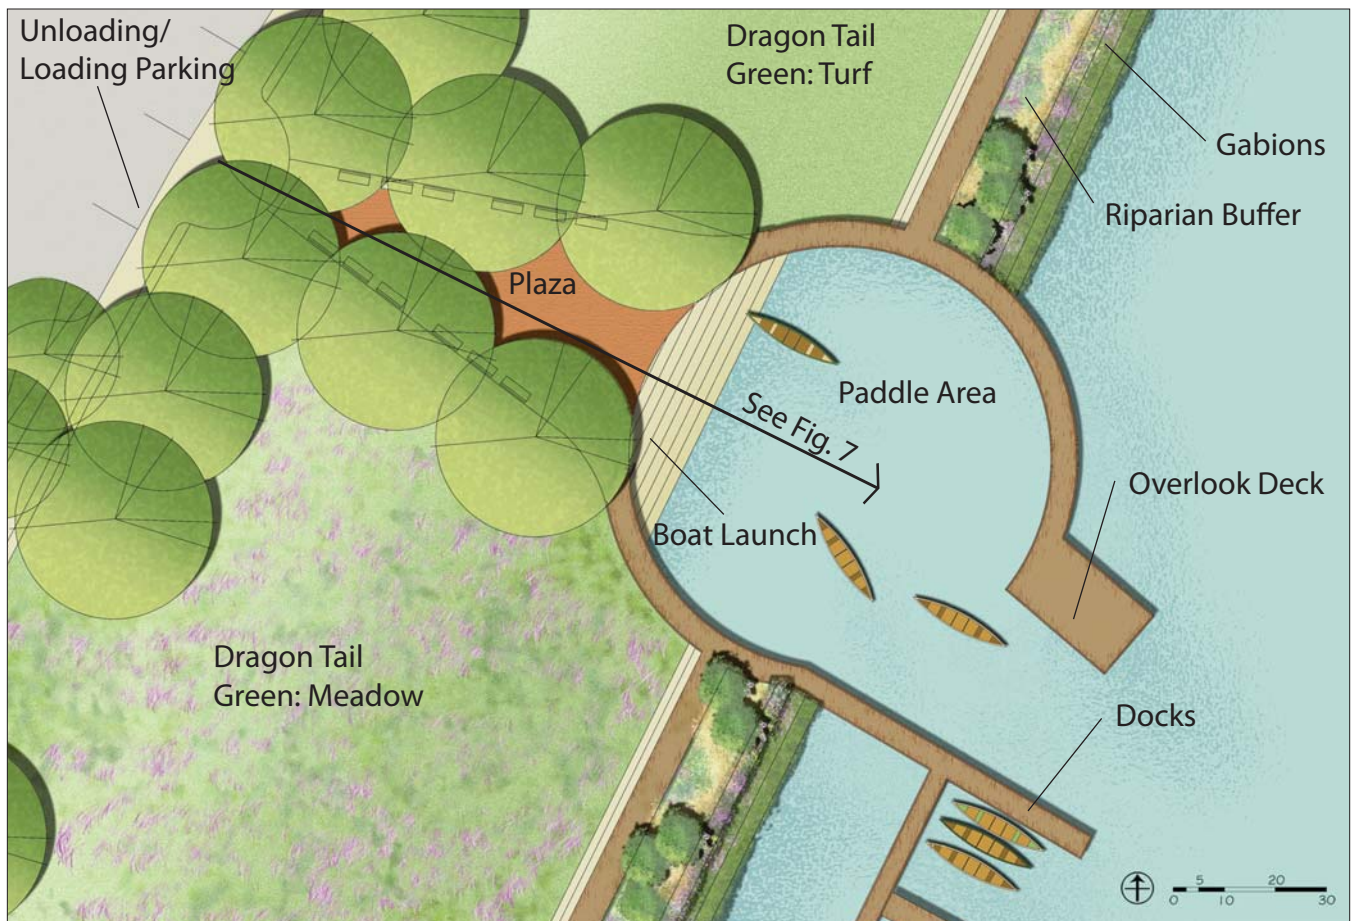 Unloading/
Loading Parking
Dragon Tail
Green: Turf
Gabions
Riparian Buffer
Plaza
Paddle Area
See Fig. 7
Overlook Deck
Boat Launch
Dragon Tail
Green: Meadow
Docks
5 20
0 10 30